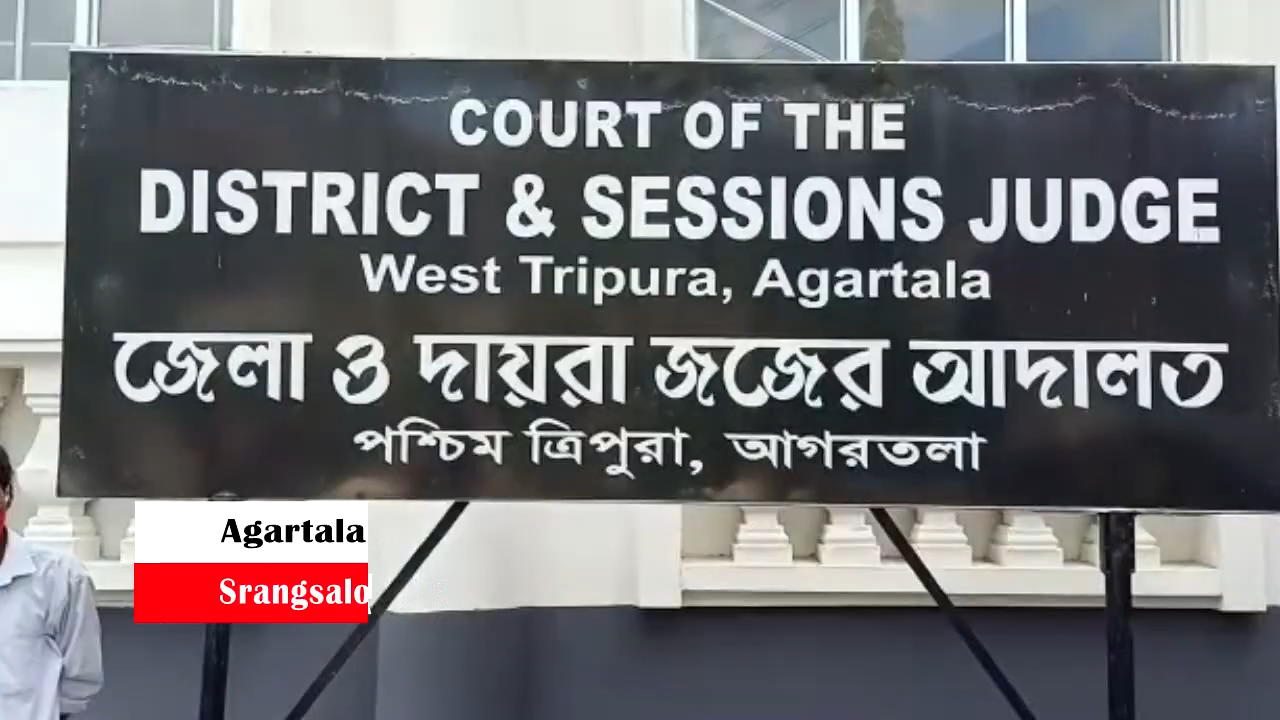 COURT OF THE
DISTRICT & SESSIONS JUDGE
West Tripura, Agartala
জেলা ও দায়রা জজের আদালত
পশ্চিম ত্রিপুরা, আগরতলা
Agartala
Srangsalo